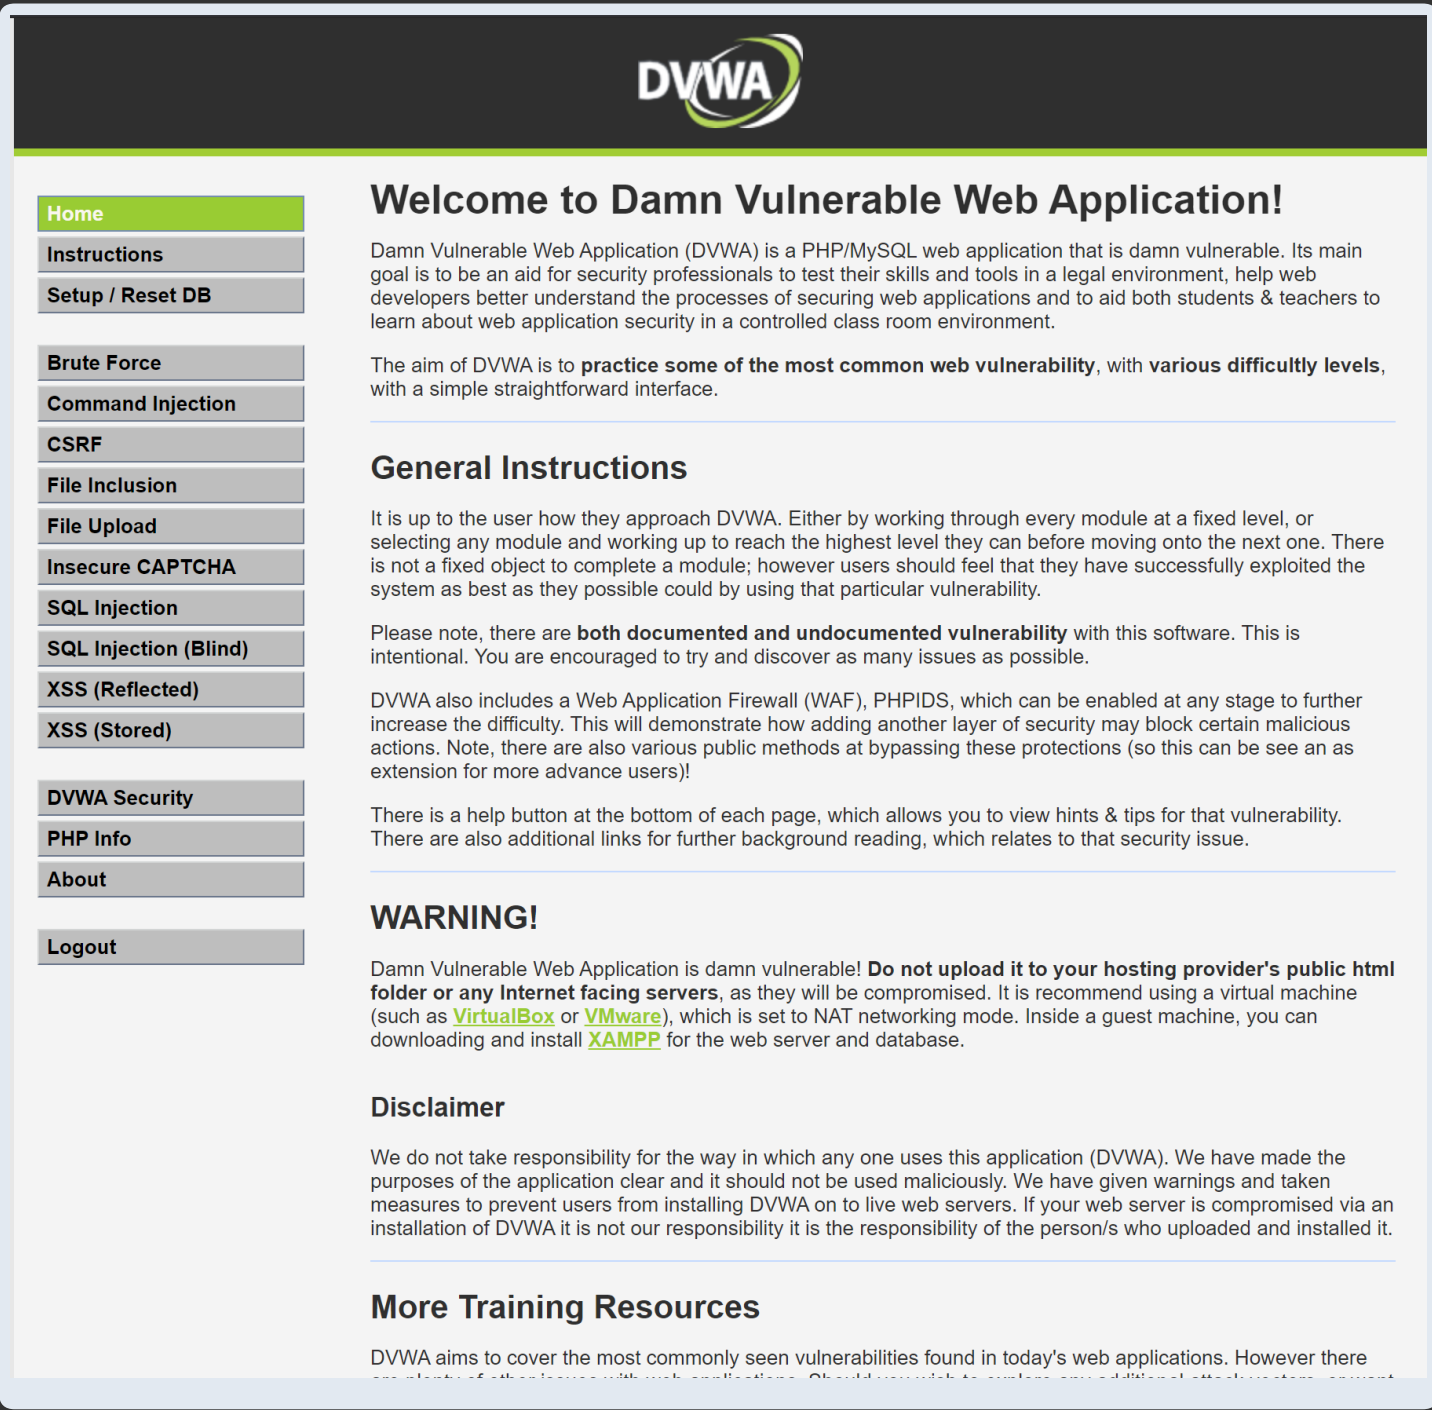 DVWA
Home
Instructions
Setup / Reset DB
Brute Force
Command Injection
CSRF
File Inclusion
File Upload
Insecure CAPTCHA
SQL Injection
SQL Injection (Blind)
XSS (Reflected)
XSS (Stored)
DVWA Security
PHP Info
About
Logout
Welcome to Damn Vulnerable Web Application!
Damn Vulnerable Web Application (DVWA) is a PHP/MySQL web application that is damn vulnerable. Its main
goal is to be an aid for security professionals to test their skills and tools in a legal environment, help web
developers better understand the processes of securing web applications and to aid both students & teachers to
learn about web application security in a controlled class room environment.
The aim of DVWA is to practice some of the most common web vulnerability, with various difficultly levels,
with a simple straightforward interface.
General Instructions
It is up to the user how they approach DVWA. Either by working through every module at a fixed level, or
selecting any module and working up to reach the highest level they can before moving onto the next one. There
is not a fixed object to complete a module; however users should feel that they have successfully exploited the
system as best as they possible could by using that particular vulnerability.
Please note, there are both documented and undocumented vulnerability with this software. This is
intentional. You are encouraged to try and discover as many issues as possible.
DVWA also includes a Web Application Firewall (WAF), PHPIDS, which can be enabled at any stage to further
increase the difficulty. This will demonstrate how adding another layer of security may block certain malicious
actions. Note, there are also various public methods at bypassing these protections (so this can be see an as
extension for more advance users)!
There is a help button at the bottom of each page, which allows you to view hints & tips for that vulnerability.
There are also additional links for further background reading, which relates to that security issue.
WARNING!
Damn Vulnerable Web Application is damn vulnerable! Do not upload it to your hosting provider's public html
folder or any Internet facing servers, as they will be compromised. It is recommend using a virtual machine
(such as VirtualBox or VMware), which is set to NAT networking mode. Inside a guest machine, you can
downloading and install XAMPP for the web server and database.
Disclaimer
We do not take responsibility for the way in which any one uses this application (DVWA). We have made the
purposes of the application clear and it should not be used maliciously. We have given warnings and taken
measures to prevent users from installing DVWA on to live web servers. If your web server is compromised via an
installation of DVWA it is not our responsibility it is the responsibility of the person/s who uploaded and installed it.
More Training Resources
DVWA aims to cover the most commonly seen vulnerabilities found in today's web applications. However there